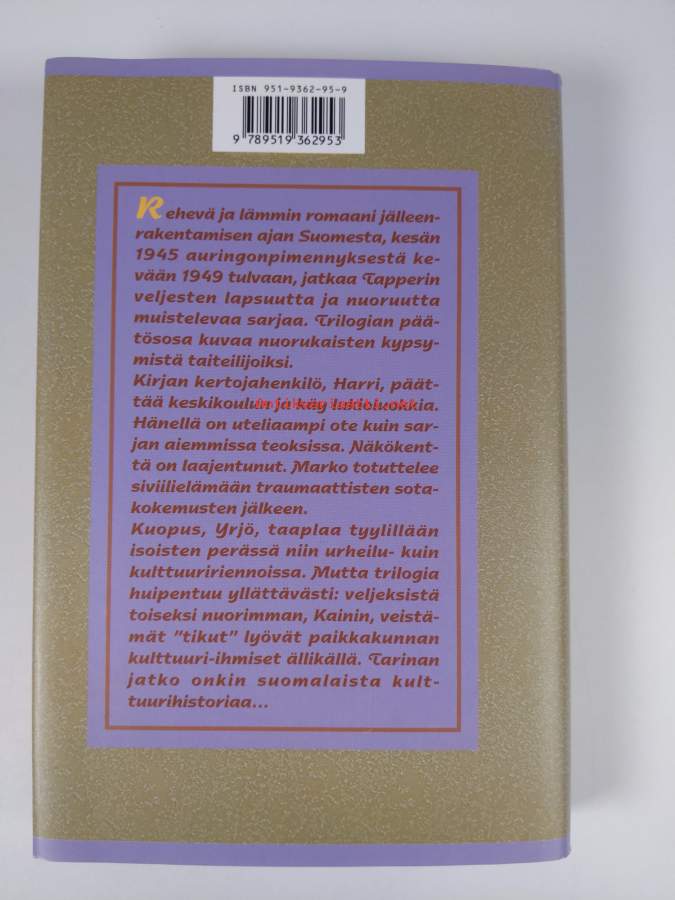 ISBN 951-9362-95-9
9 789519 362953
Rehevä ja lämmin romaani jälleen-
rakentamisen ajan Suomesta, kesän
1945 auringonpimennyksestä ke-
vään 1949 tulvaan, jatkaa Tapperin
veljesten lapsuutta ja nuoruutta
muistelevaa sarjaa. Trilogian pää-
tösosa kuvaa nuorukaisten kypsy-
mistä taiteilijoiksi.
Kirjan kertojahenkilö, Harri, päät-
tää keskikoulun ja käy lukioluokkia.
Hänellä on uteliaampi ote kuin sar-
jan aiemmissa teoksissa. Näkökent-
tä on laajentunut. Marko totuttelee
siviilielämään traumaattisten sota-
kokemusten jälkeen.
Kuopus, Yrjö, taaplaa tyylillään
isoisten perässä niin urheilu- kuin
kulttuuririennoissa. Mutta trilogia
huipentuu yllättävästi: veljeksistä
toiseksi nuorimman, Kainin, veistä-
mät "tikut" lyövät paikkakunnan
kulttuuri-ihmiset ällikällä. Tarinan
jatko onkin suomalaista kult-
tuurihistoriaa...